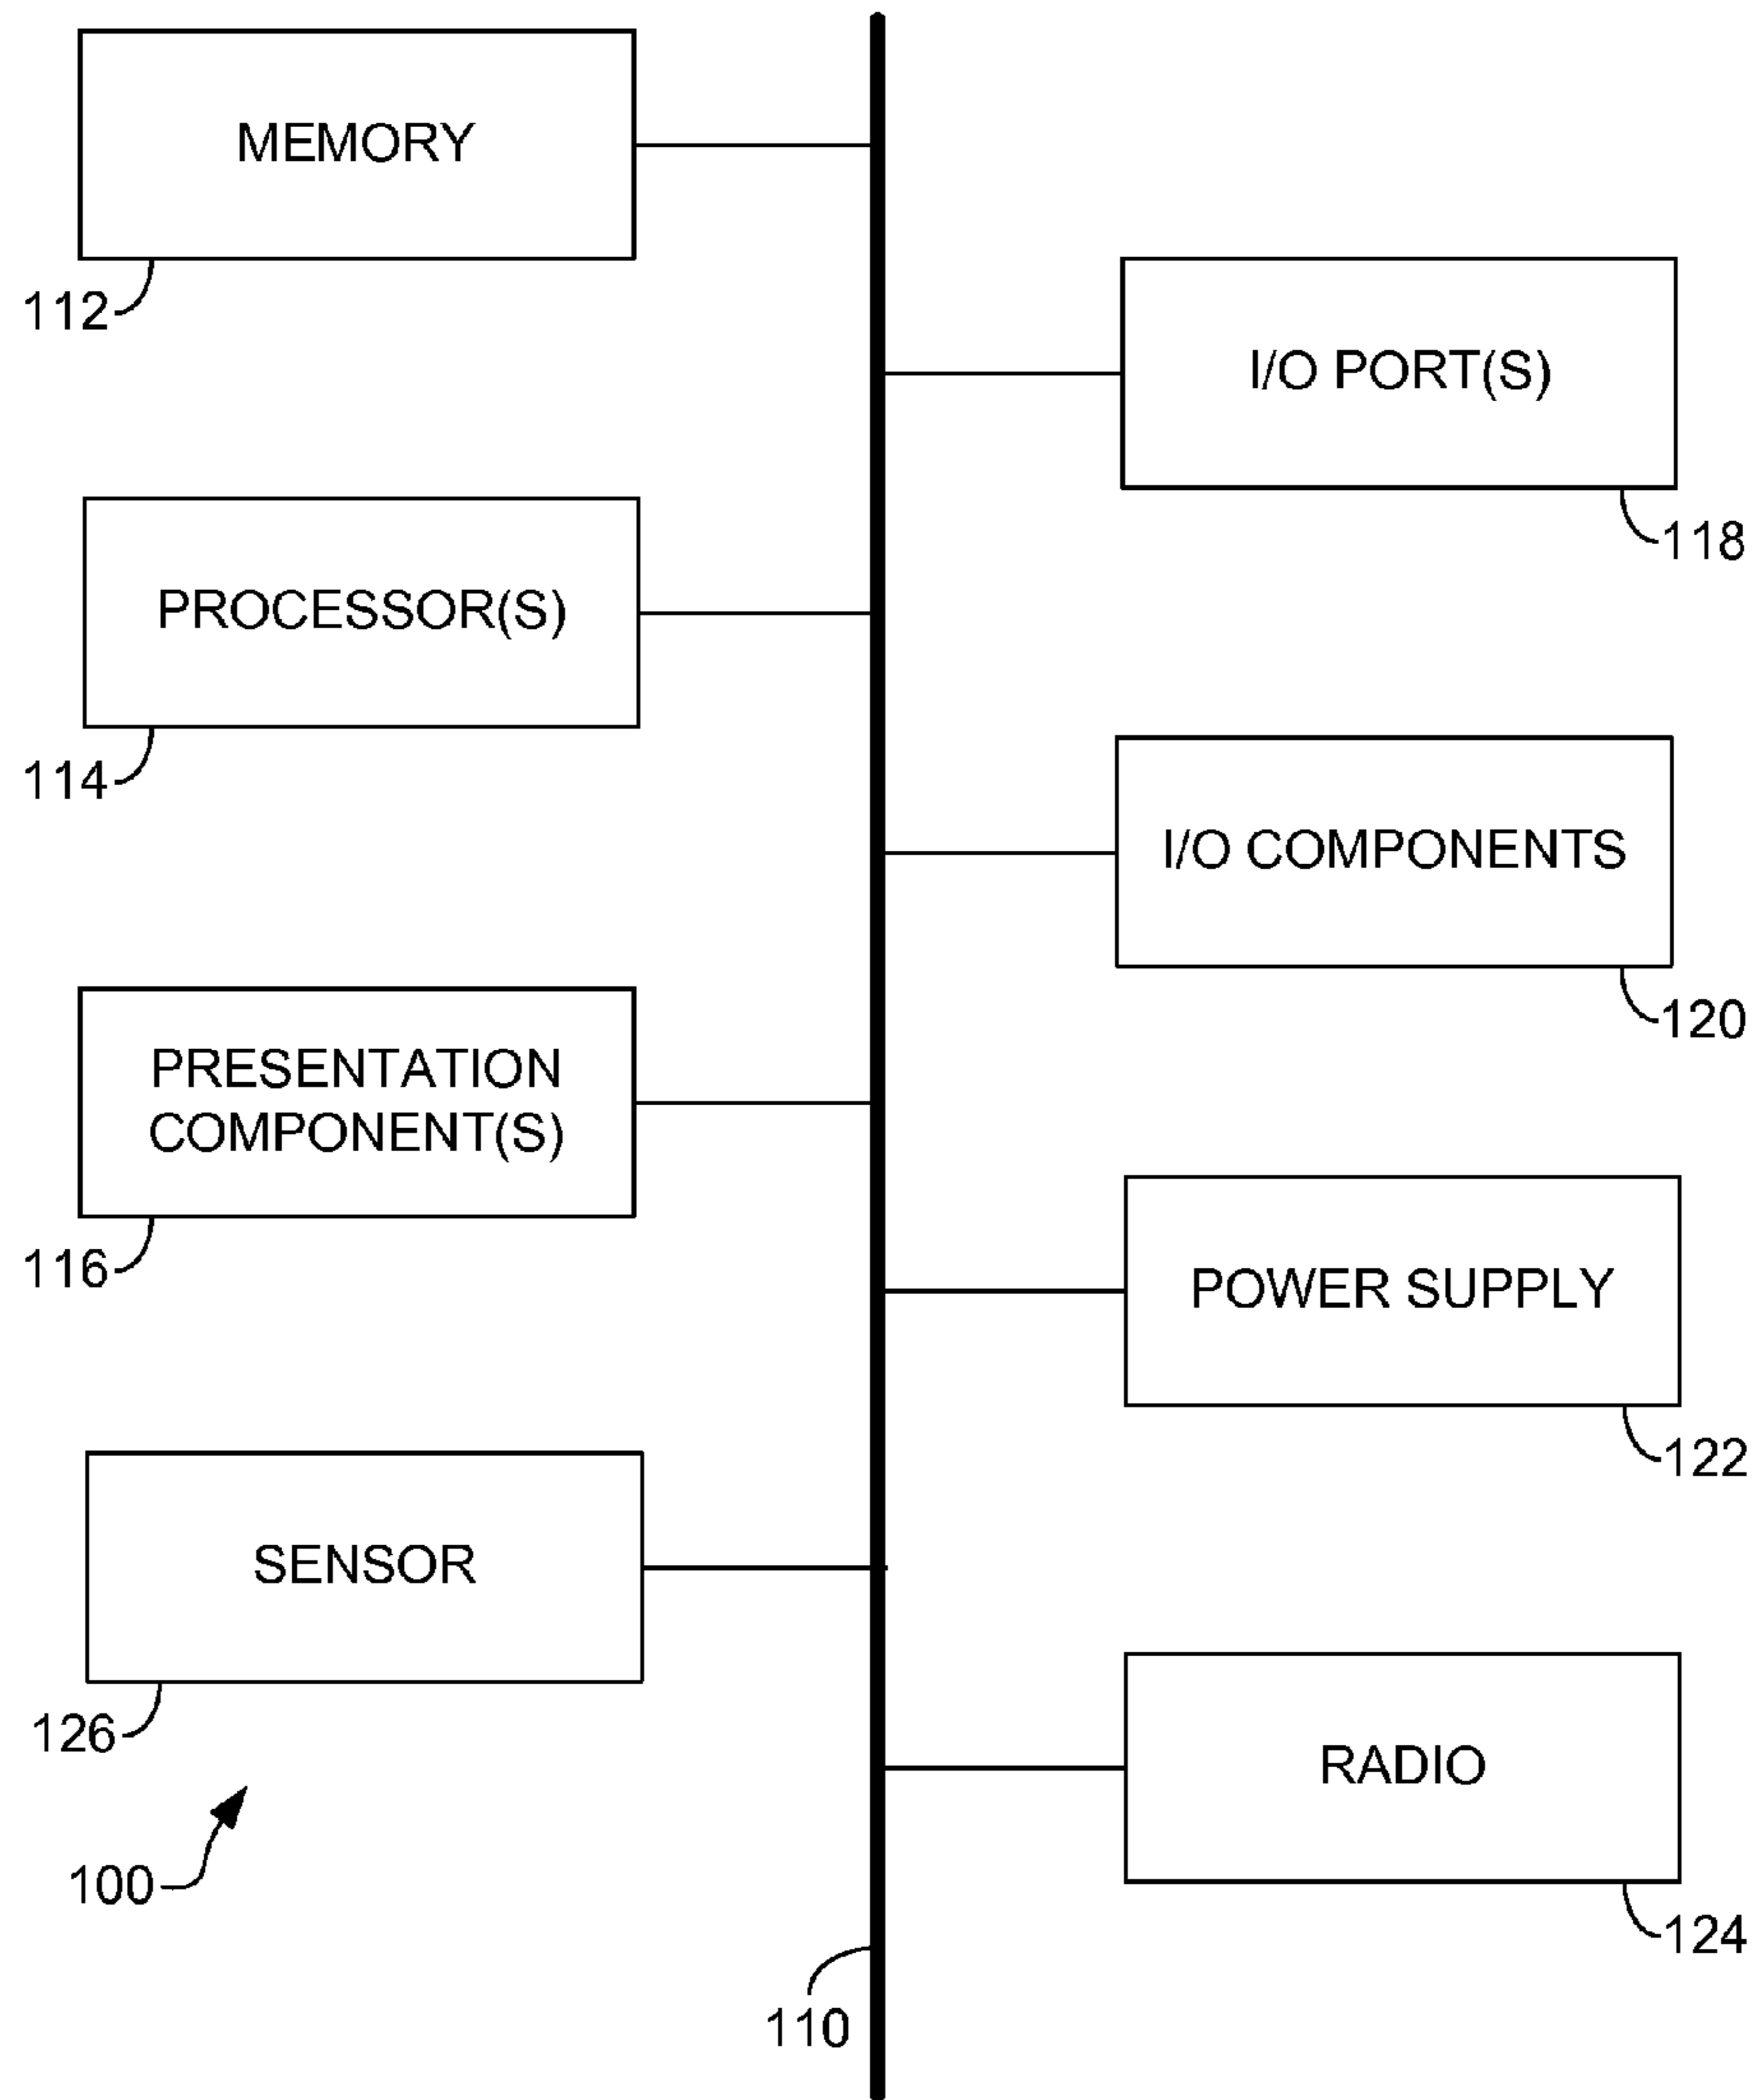 MEMORY
112
I/O PORT(S)
118
PROCESSOR(S)
114
I/O COMPONENTS
120
PRESENTATION
COMPONENT(S)
116
POWER SUPPLY
122
SENSOR
126
RADIO
124
100
110